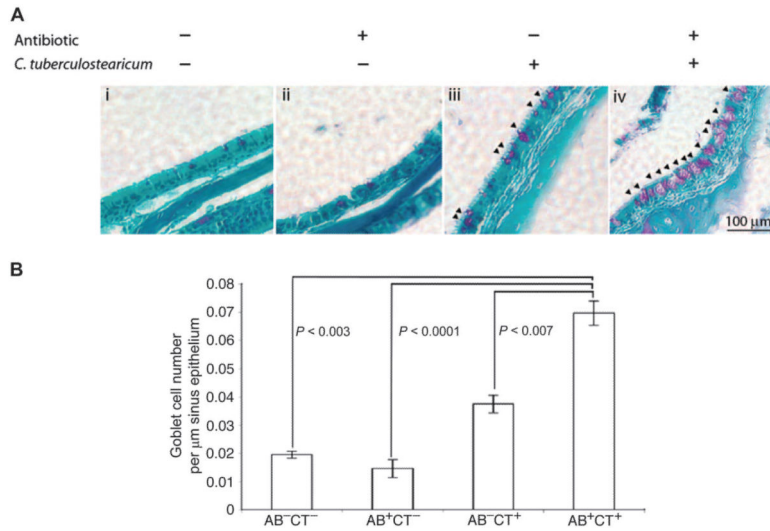 A
Antibiotic − + − +
C. tuberculostearicum − − + +
i ii iii iv
100 μm
B
Goblet cell number
per μm sinus epithelium
0.08
0.07
0.06
0.05
0.04
0.03
0.02
0.01
0
P < 0.003 P < 0.0001 P < 0.007
AB⁻CT⁻ AB⁺CT⁻ AB⁻CT⁺ AB⁺CT⁺